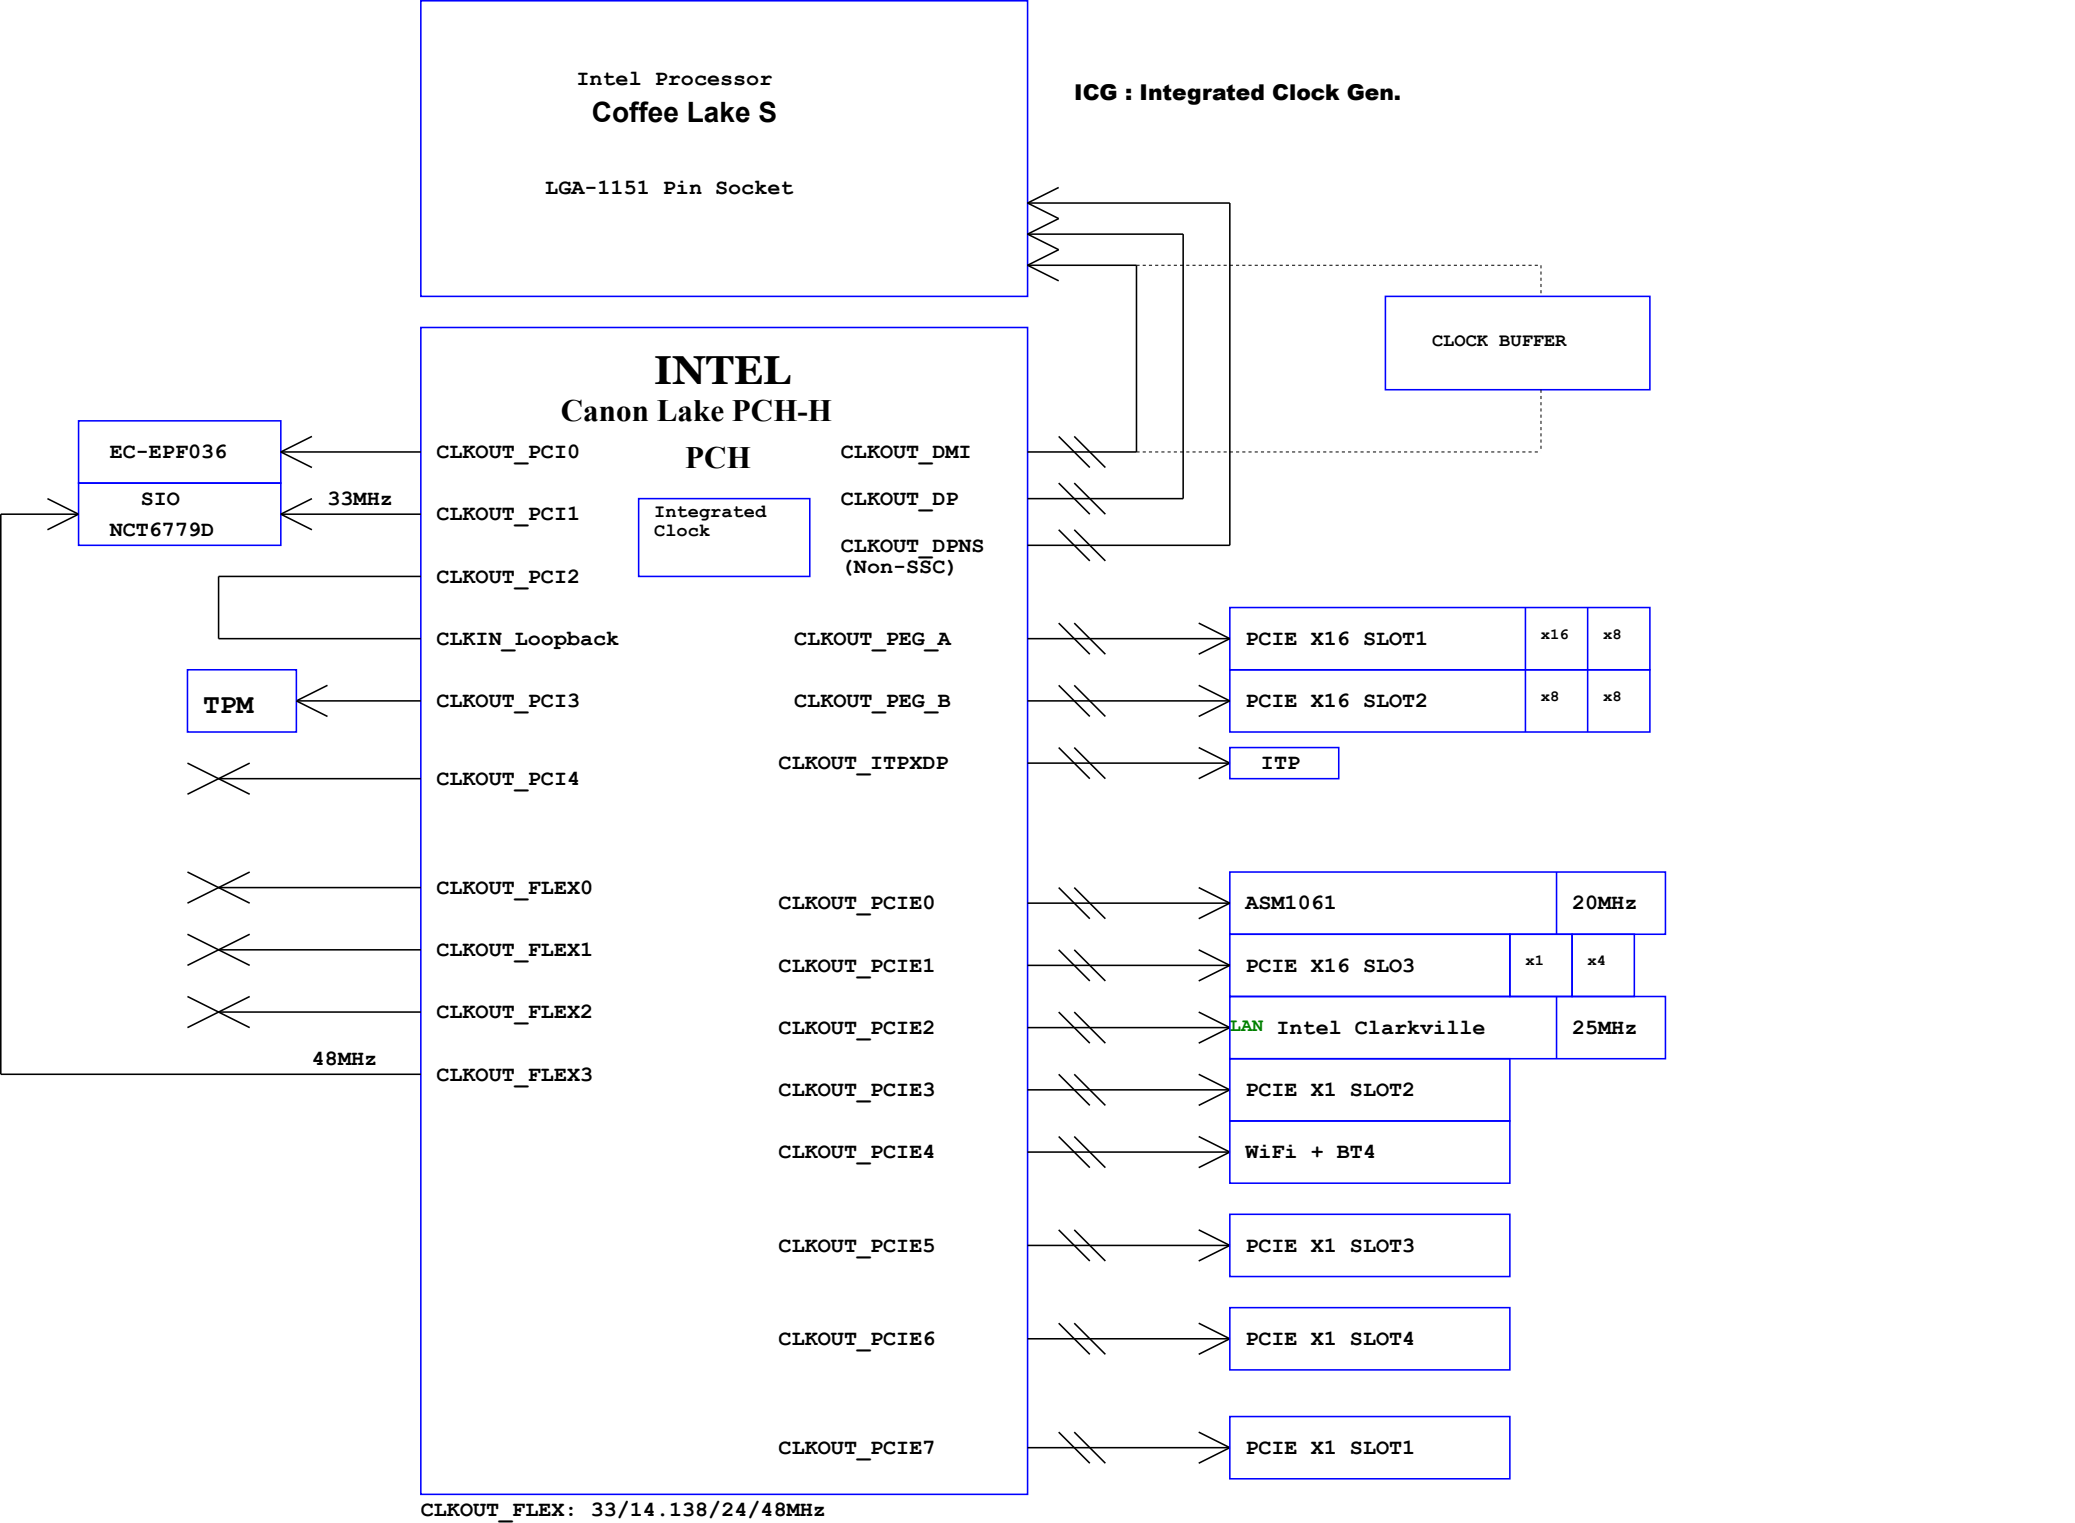 Intel Processor
Coffee Lake S
LGA-1151 Pin Socket
ICG : Integrated Clock Gen.
CLOCK BUFFER
INTEL
Canon Lake PCH-H
PCH
Integrated
Clock
EC-EPF036
SIO
NCT6779D
33MHz
TPM
48MHz
CLKOUT_PCI0
CLKOUT_PCI1
CLKOUT_PCI2
CLKIN_Loopback
CLKOUT_PCI3
CLKOUT_PCI4
CLKOUT_FLEX0
CLKOUT_FLEX1
CLKOUT_FLEX2
CLKOUT_FLEX3
CLKOUT_DMI
CLKOUT_DP
CLKOUT_DPNS
(Non-SSC)
CLKOUT_PEG_A
CLKOUT_PEG_B
CLKOUT_ITPXDP
CLKOUT_PCIE0
CLKOUT_PCIE1
CLKOUT_PCIE2
CLKOUT_PCIE3
CLKOUT_PCIE4
CLKOUT_PCIE5
CLKOUT_PCIE6
CLKOUT_PCIE7
PCIE X16 SLOT1 x16 x8
PCIE X16 SLOT2 x8 x8
ITP
ASM1061 20MHz
PCIE X16 SLO3 x1 x4
LAN Intel Clarkville 25MHz
PCIE X1 SLOT2
WiFi + BT4
PCIE X1 SLOT3
PCIE X1 SLOT4
PCIE X1 SLOT1
CLKOUT_FLEX: 33/14.138/24/48MHz